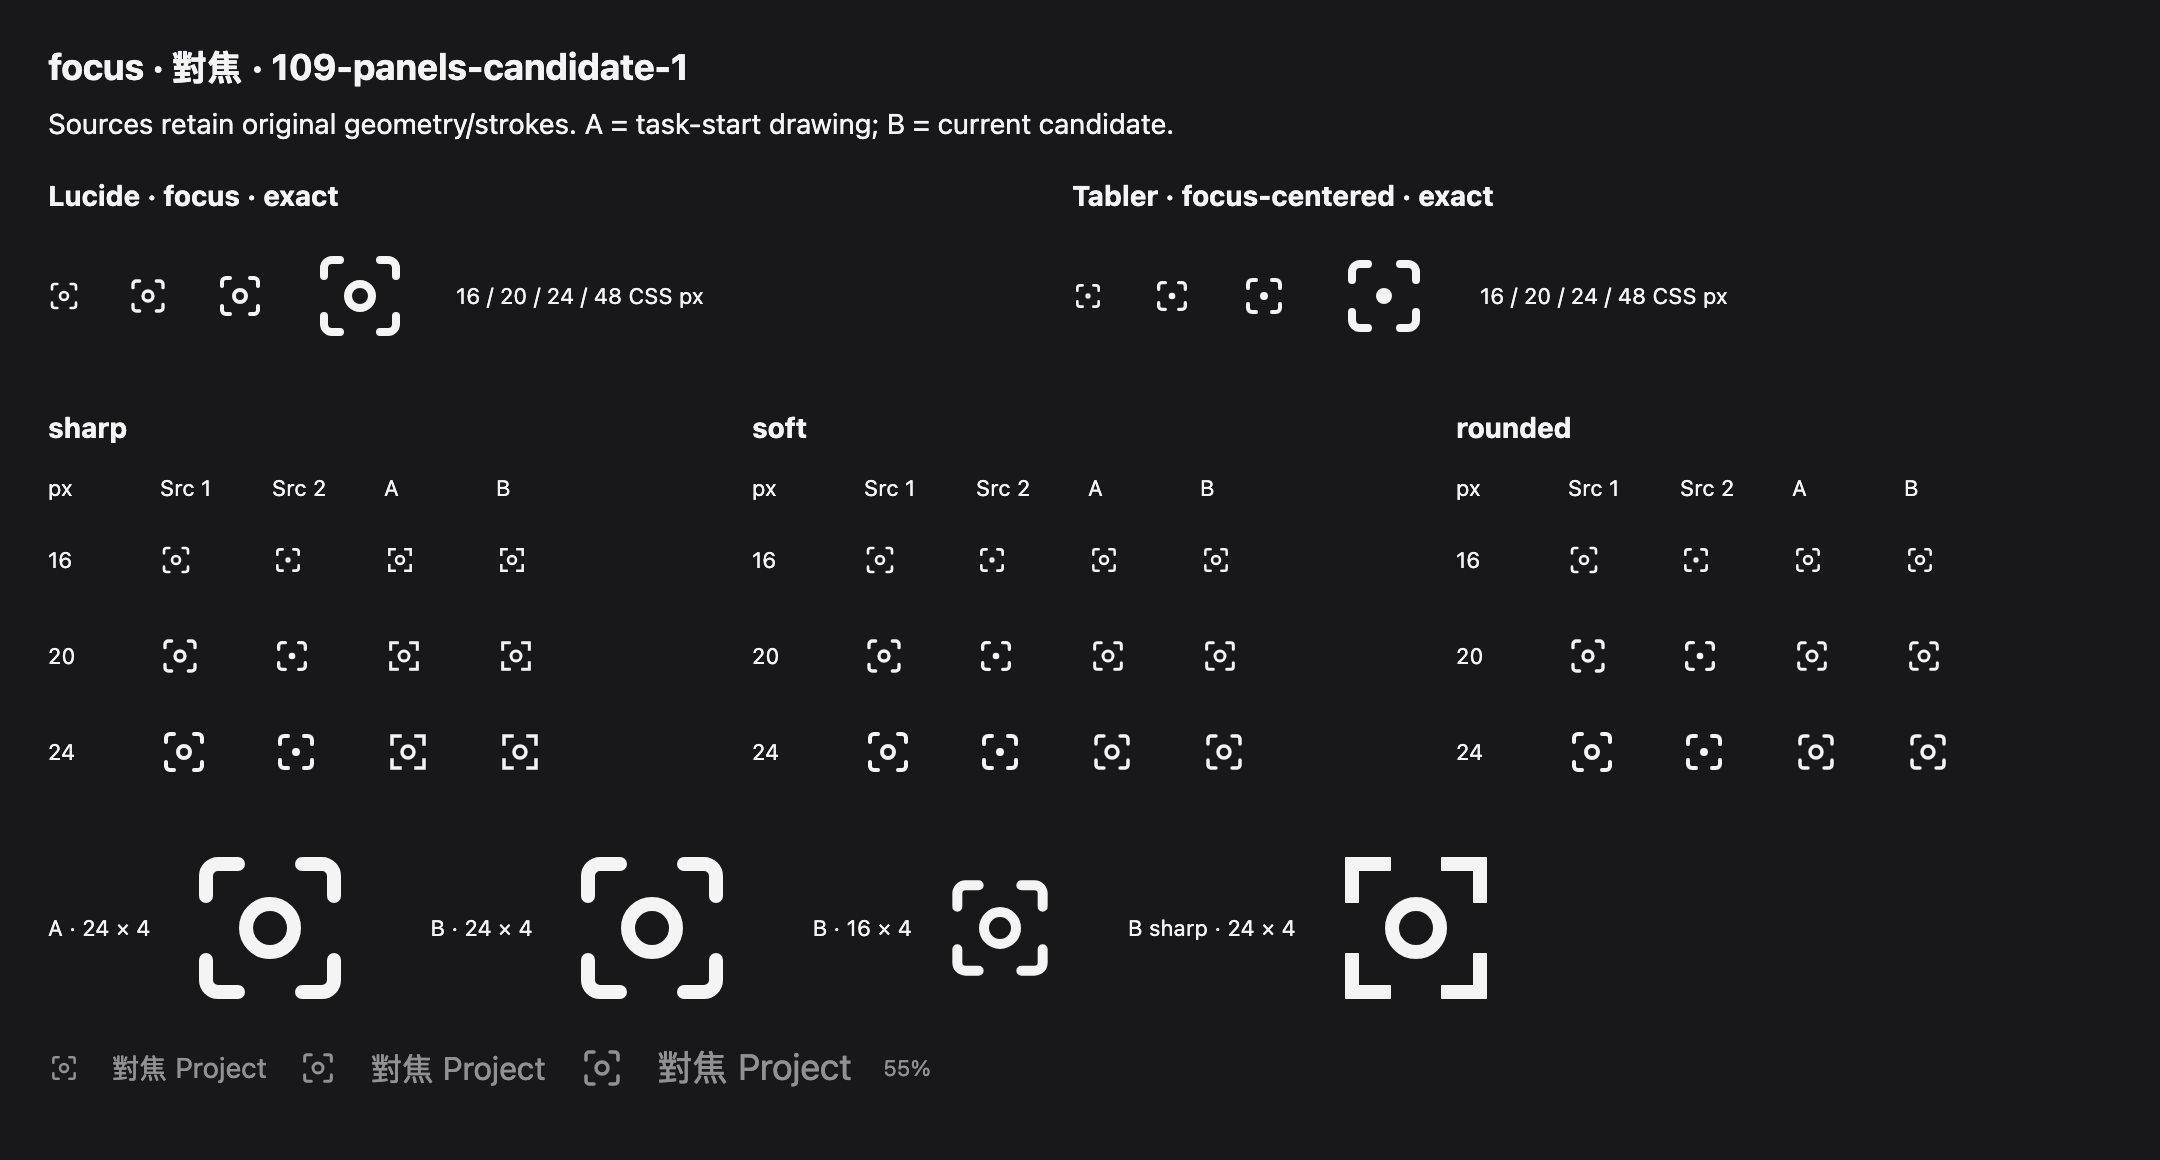 focus · 對焦 · 109-panels-candidate-1
Sources retain original geometry/strokes. A = task-start drawing; B = current candidate.
Lucide · focus · exact
16 / 20 / 24 / 48 CSS px
Tabler · focus-centered · exact
16 / 20 / 24 / 48 CSS px
sharp
px Src 1 Src 2 A B
16
20
24
soft
px Src 1 Src 2 A B
16
20
24
rounded
px Src 1 Src 2 A B
16
20
24
A · 24 × 4
B · 24 × 4
B · 16 × 4
B sharp · 24 × 4
對焦 Project 對焦 Project 對焦 Project 55%